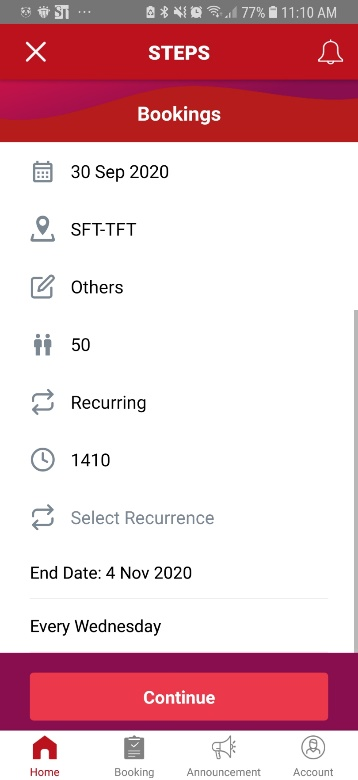 ST ... 77% 11:10 AM
STEPS
Bookings
30 Sep 2020
SFT-TFT
Others
50
Recurring
1410
Select Recurrence
End Date: 4 Nov 2020
Every Wednesday
Continue
Home Booking Announcement Account